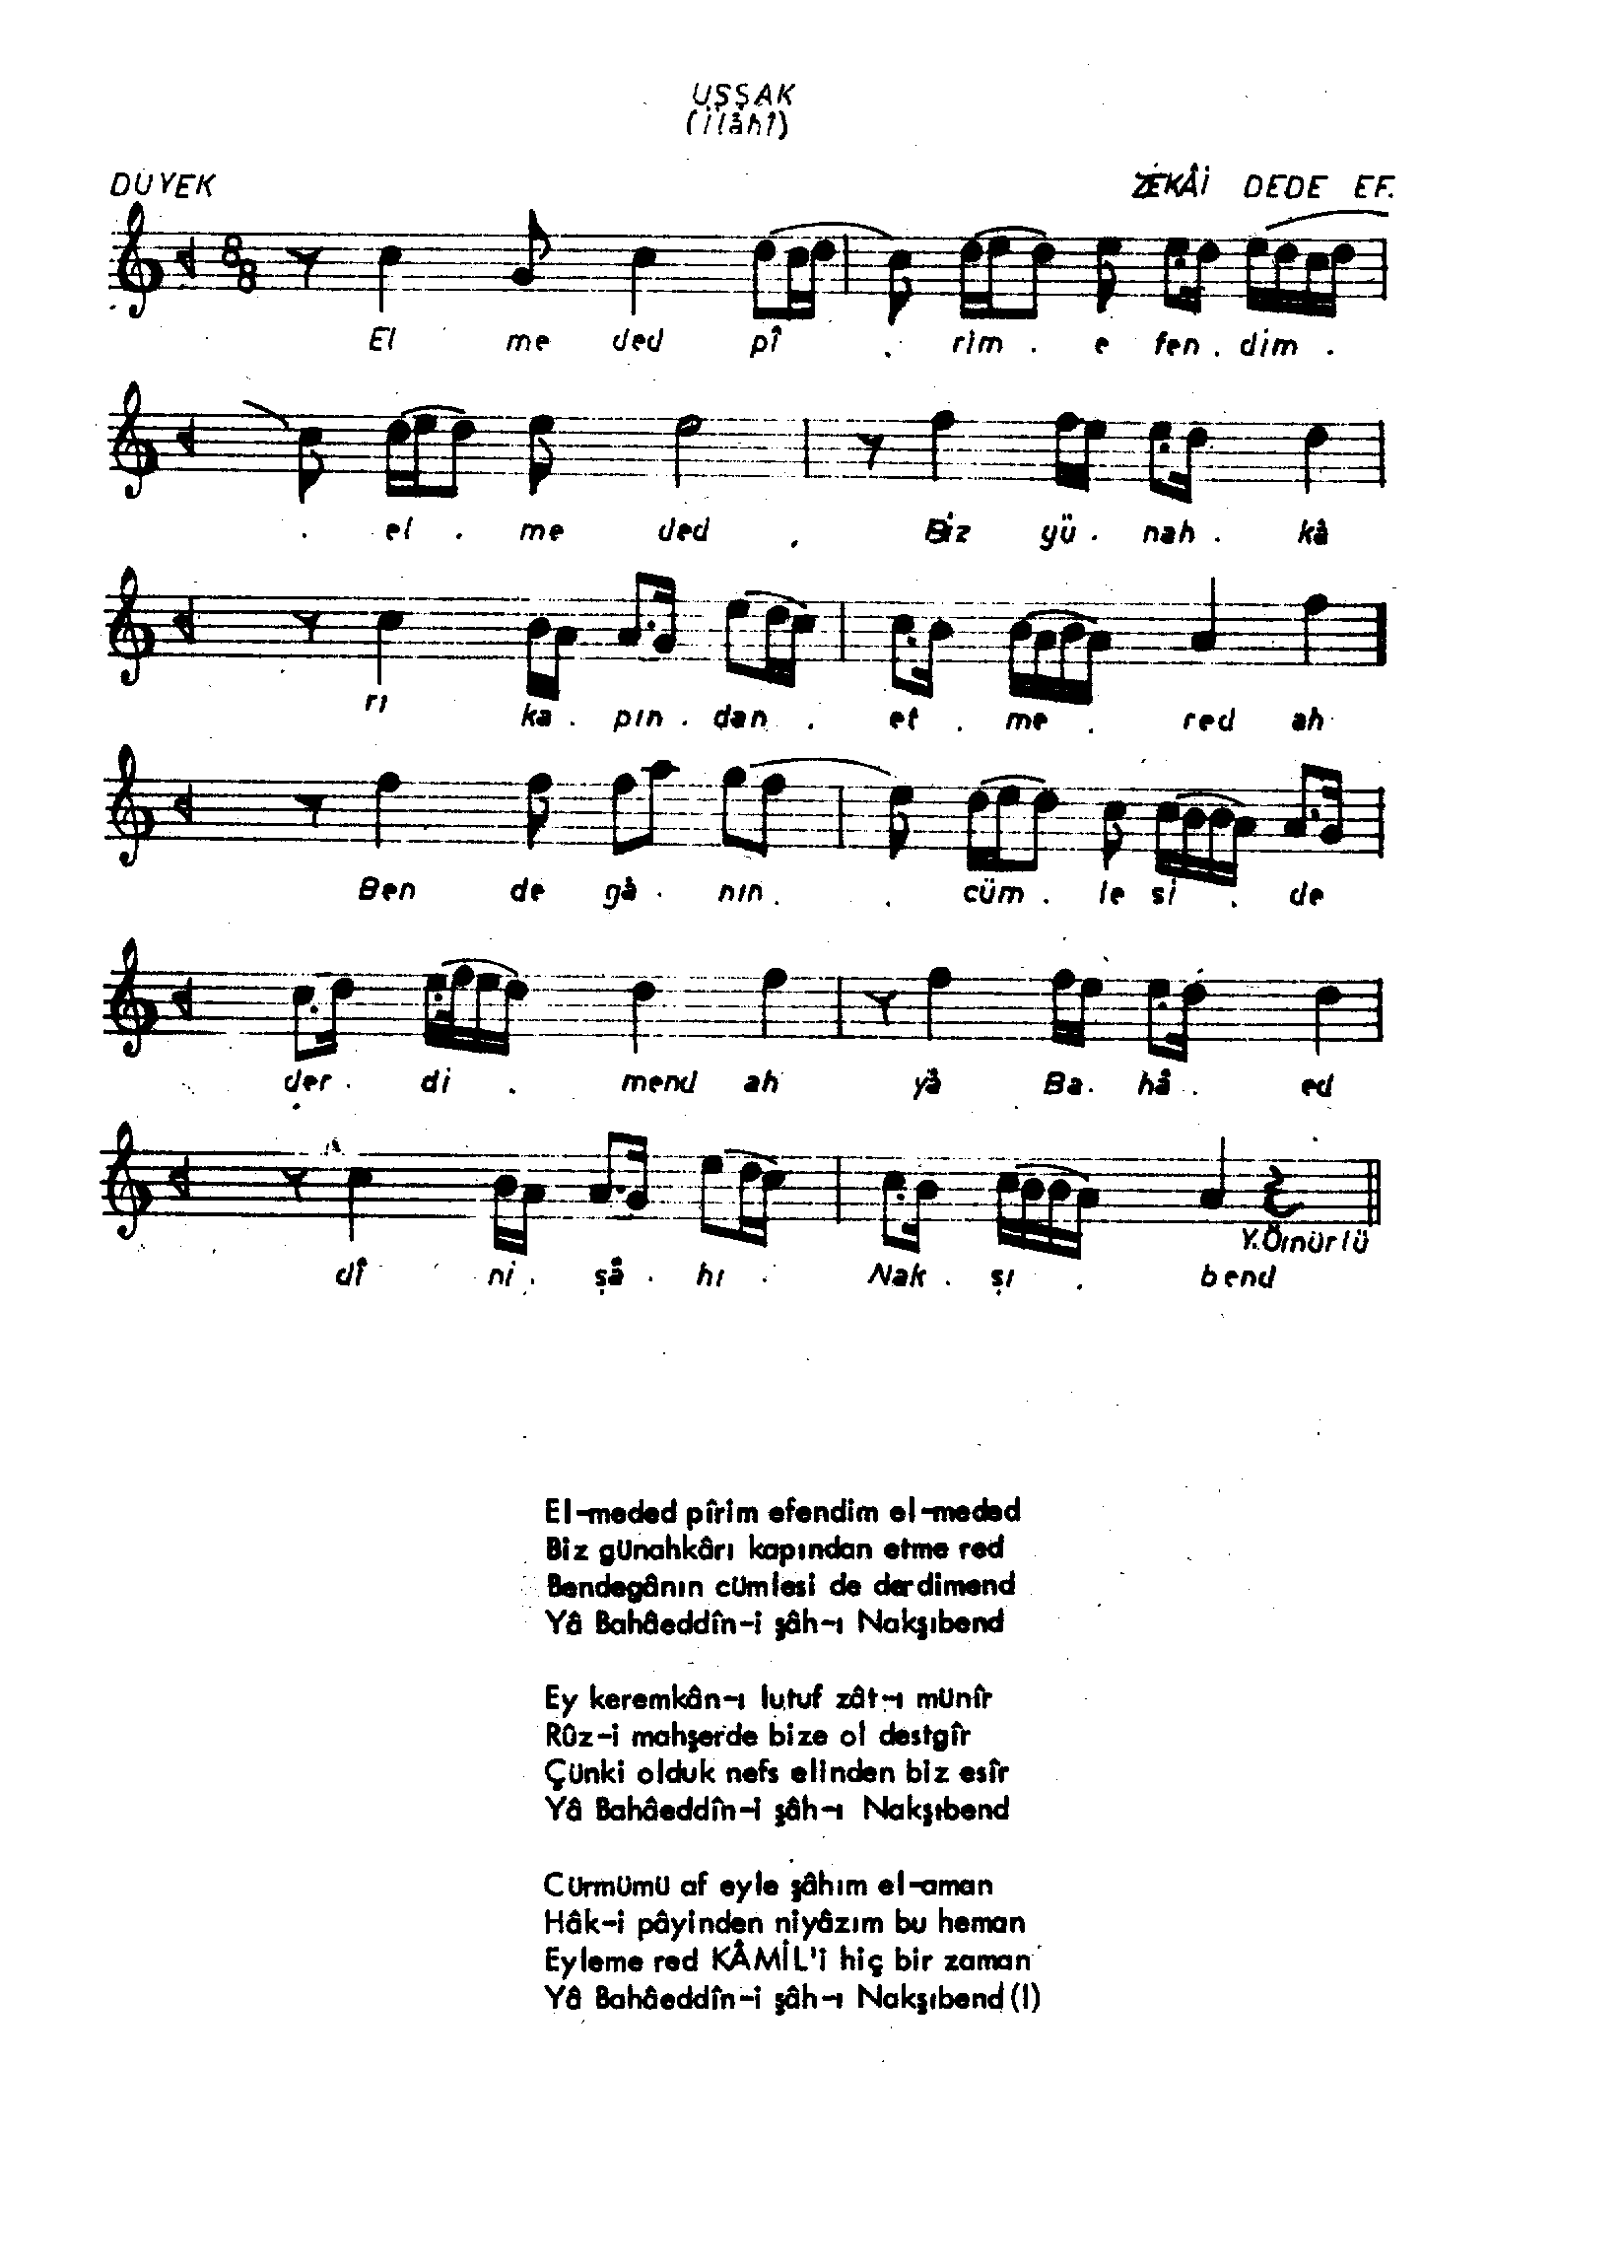 UŞŞAK
(İlâhî)
DÜYEK ZEKÂİ DEDE EF.
8
8
El me ded pî . rim . e fen . dim .
. el . me ded . Biz gü . nah . kâ
rı ka . pın . dan . et . me . red ah
Ben de gâ . nın . . cüm . le si . de
der . di . mend ah yâ Ba . hâ . ed
dî ni . şâ . hı . Nak . şı . bend
Y.Ömürlü
El-meded pîrim efendim el-meded
Biz günahkârı kapından etme red
Bendegânın cümlesi de derdimend
Yâ Bahâeddîn-i şâh-ı Nakşıbend
Ey keremkân-ı lutuf zât-ı münîr
Rûz-i mahşerde bize ol destgîr
Çünki olduk nefs elinden biz esîr
Yâ Bahâeddîn-i şâh-ı Nakşıbend
Cürmümü af eyle şâhım el-aman
Hâk-i pâyinden niyâzım bu heman
Eyleme red KÂMİL'i hiç bir zaman
Yâ Bahâeddîn-i şâh-ı Nakşıbend (I)